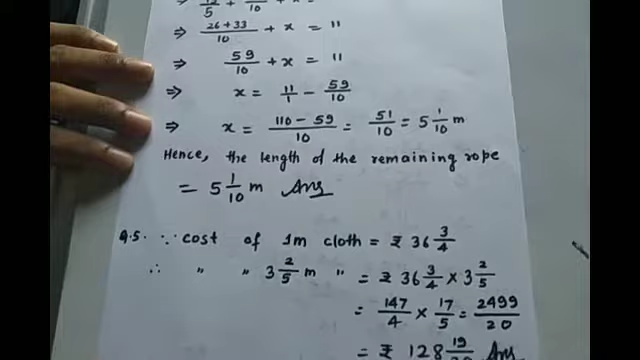 ⇒ 13/5 + /10 + x =
⇒ (26+33)/10 + x = 11
⇒ 59/10 + x = 11
⇒ x = 11/1 - 59/10
⇒ x = (110-59)/10 = 51/10 = 5 1/10 m
Hence, the length of the remaining rope
= 5 1/10 m Ans
Q.5. ∵ cost of 1m cloth = ₹ 36 3/4
∴ " " 3 2/5 m " = ₹ 36 3/4 × 3 2/5
= 147/4 × 17/5 = 2499/20
= ₹ 128 19/20 Ans